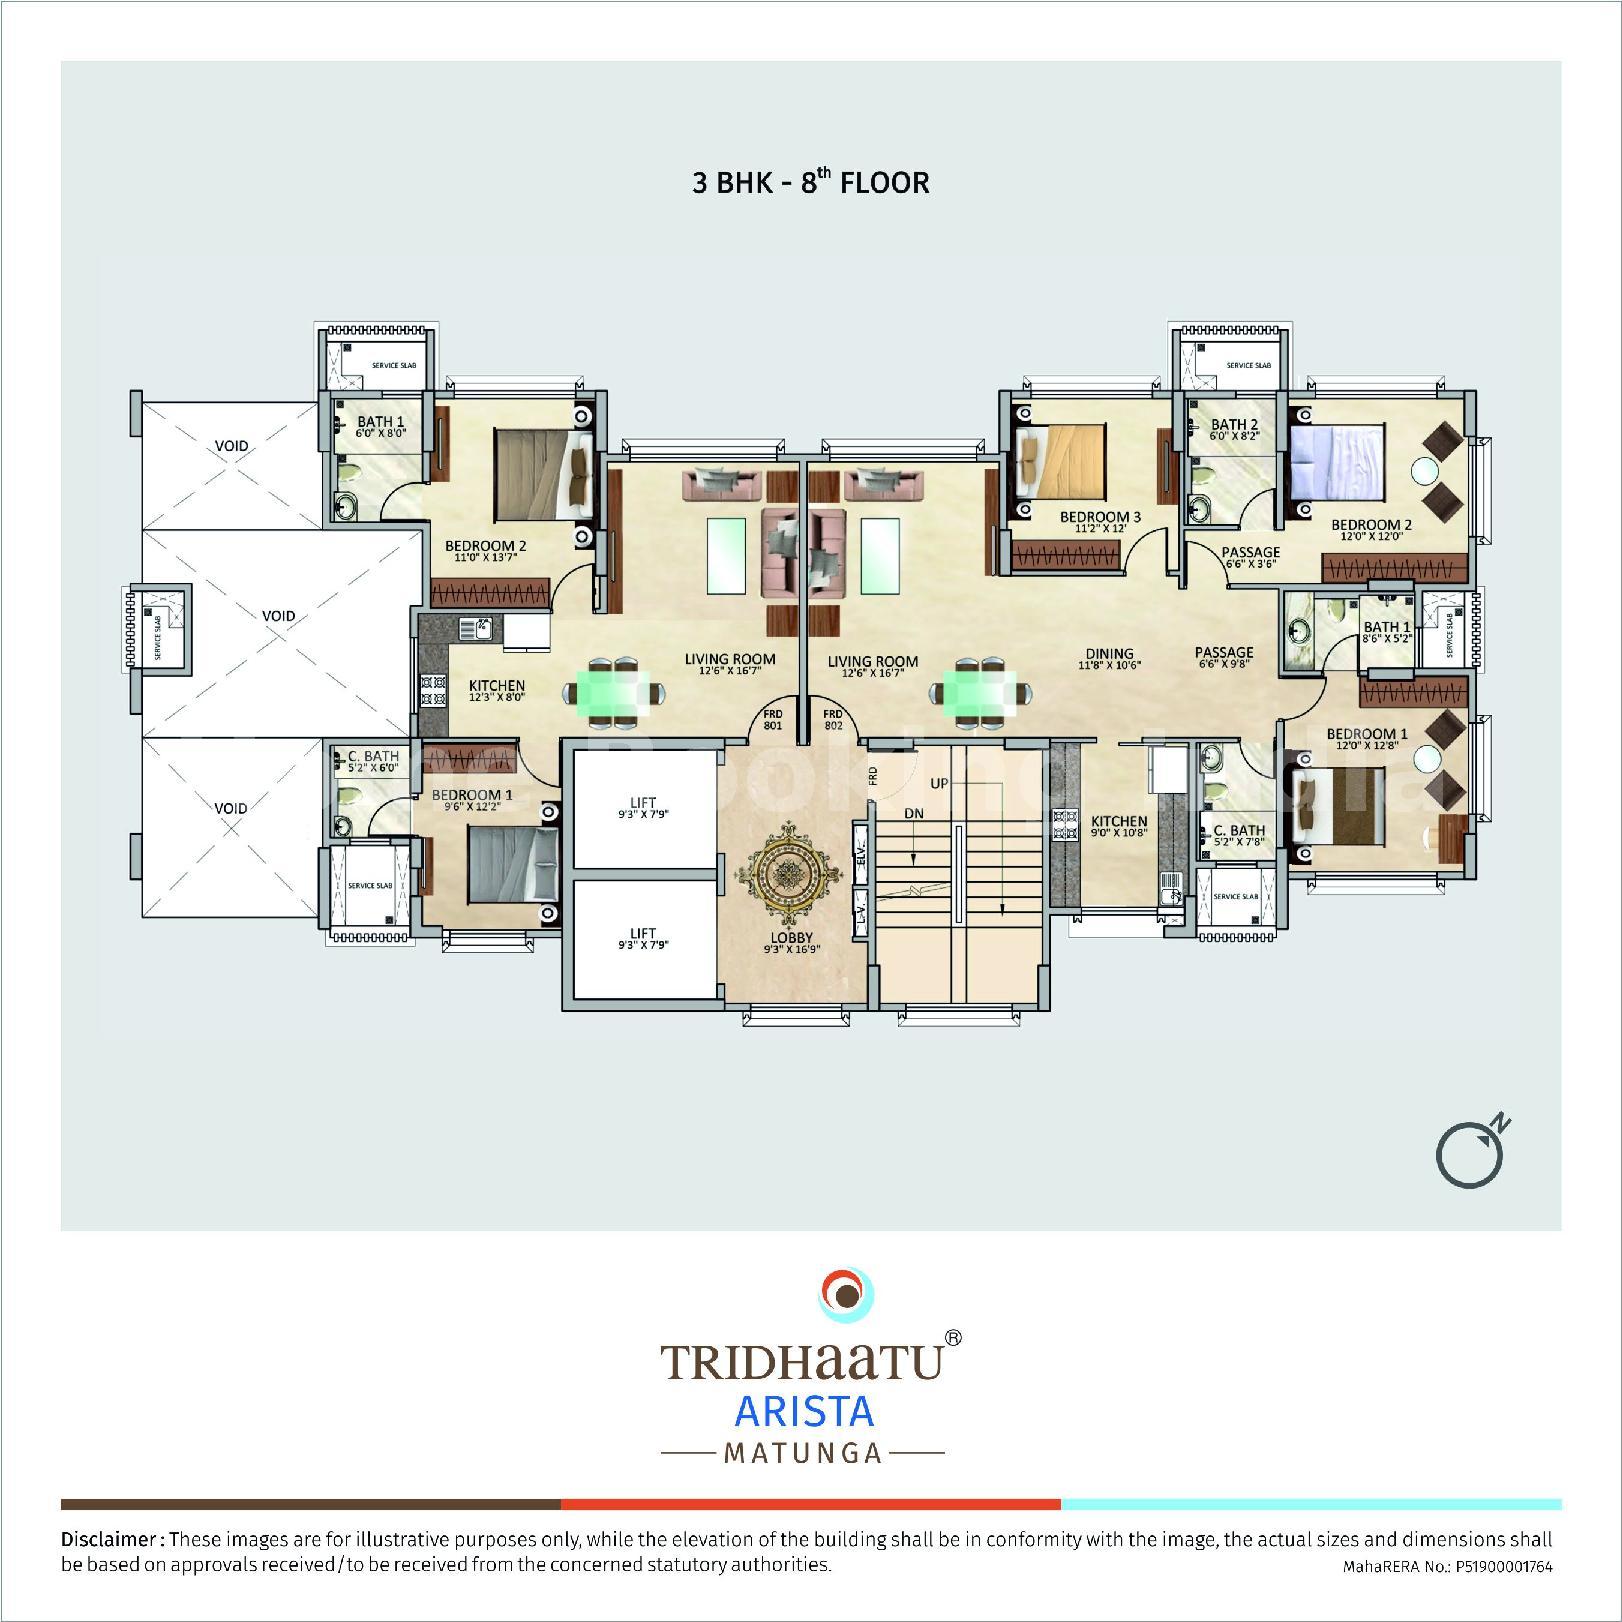 3 BHK - 8th FLOOR
SERVICE SLAB
SERVICE SLAB
VOID
BATH 1
6'0" X 8'0"
BEDROOM 2
11'0" X 13'7"
BEDROOM 3
11'2" X 12'
BATH 2
6'0" X 8'2"
BEDROOM 2
12'0" X 12'0"
PASSAGE
6'6" X 3'6"
VOID
SERVICE SLAB
KITCHEN
12'3" X 8'0"
LIVING ROOM
12'6" X 16'7"
LIVING ROOM
12'6" X 16'7"
DINING
11'8" X 10'6"
PASSAGE
6'6" X 9'8"
BATH 1
8'6" X 5'2"
SERVICE SLAB
FRD
801
FRD
802
BEDROOM 1
12'0" X 12'8"
VOID
C. BATH
5'2" X 6'0"
BEDROOM 1
9'6" X 12'2"
LIFT
9'3" X 7'9"
FRD
UP
DN
KITCHEN
9'0" X 10'8"
C. BATH
5'2" X 7'8"
ELV.
L.V.
SERVICE SLAB
SERVICE SLAB
LIFT
9'3" X 7'9"
LOBBY
9'3" X 16'9"
N
TRIDHaaTU®
ARISTA
MATUNGA
Disclaimer : These images are for illustrative purposes only, while the elevation of the building shall be in conformity with the image, the actual sizes and dimensions shall
be based on approvals received/to be received from the concerned statutory authorities.
MahaRERA No.: P51900001764